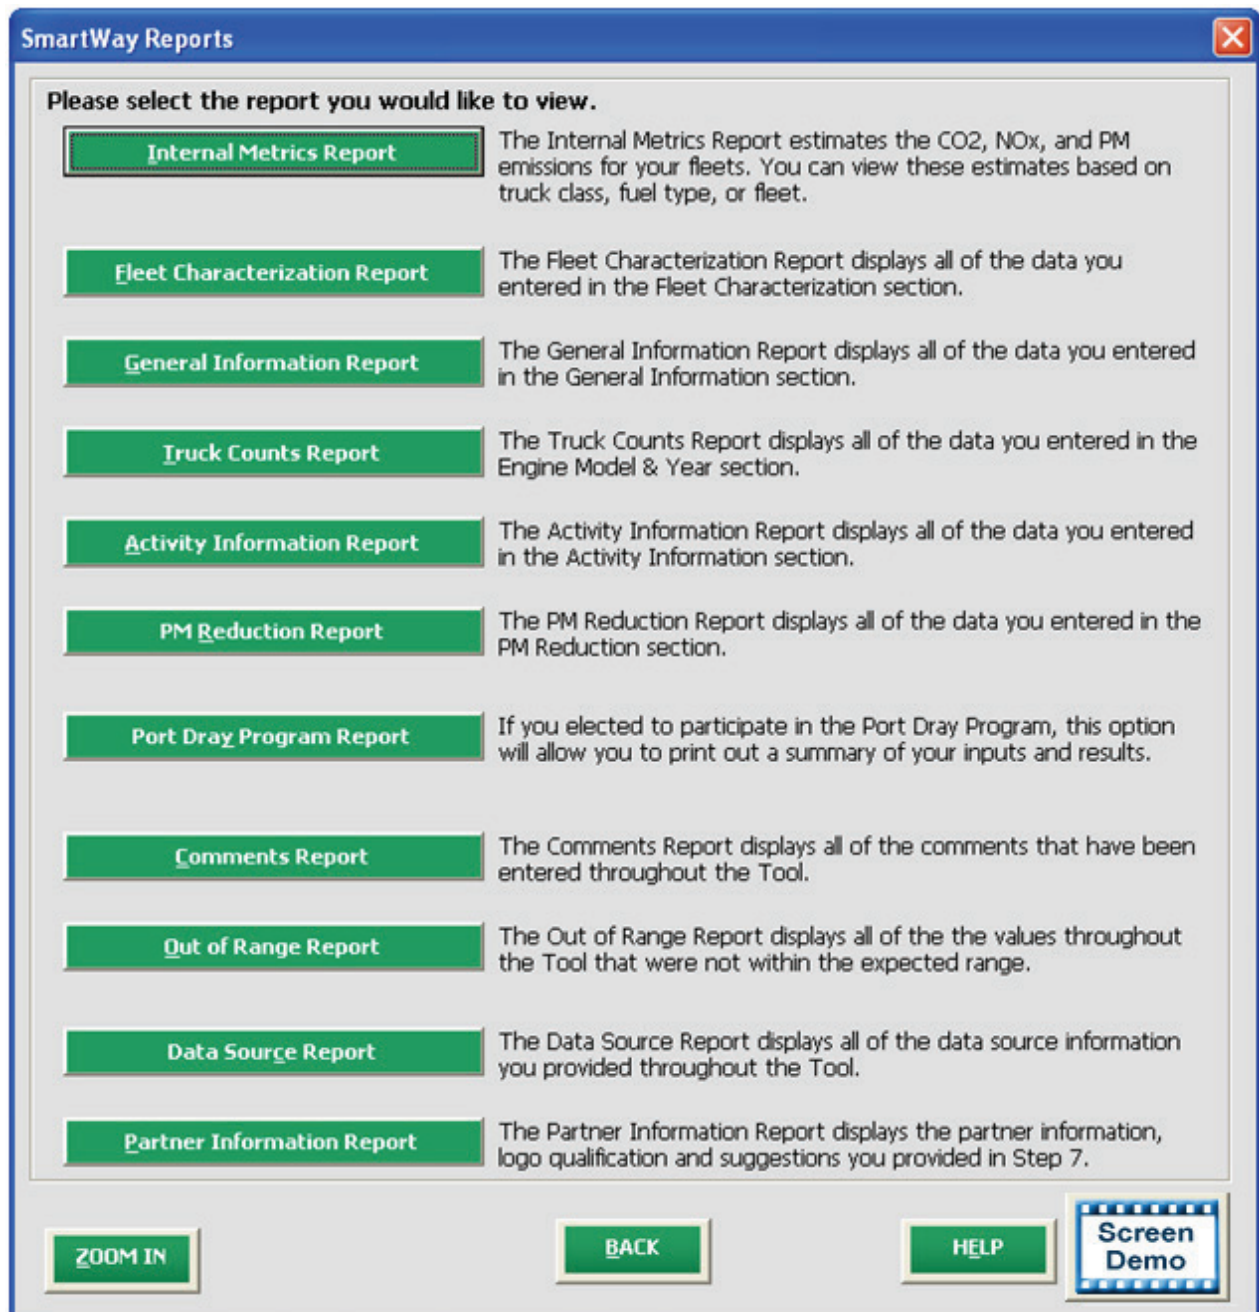 SmartWay Reports
Please select the report you would like to view.
Internal Metrics Report
The Internal Metrics Report estimates the CO2, NOx, and PM
emissions for your fleets. You can view these estimates based on
truck class, fuel type, or fleet.
Fleet Characterization Report
The Fleet Characterization Report displays all of the data you
entered in the Fleet Characterization section.
General Information Report
The General Information Report displays all of the data you entered
in the General Information section.
Truck Counts Report
The Truck Counts Report displays all of the data you entered in the
Engine Model & Year section.
Activity Information Report
The Activity Information Report displays all of the data you entered
in the Activity Information section.
PM Reduction Report
The PM Reduction Report displays all of the data you entered in the
PM Reduction section.
Port Dray Program Report
If you elected to participate in the Port Dray Program, this option
will allow you to print out a summary of your inputs and results.
Comments Report
The Comments Report displays all of the comments that have been
entered throughout the Tool.
Out of Range Report
The Out of Range Report displays all of the the values throughout
the Tool that were not within the expected range.
Data Source Report
The Data Source Report displays all of the data source information
you provided throughout the Tool.
Partner Information Report
The Partner Information Report displays the partner information,
logo qualification and suggestions you provided in Step 7.
ZOOM IN
BACK
HELP
Screen
Demo